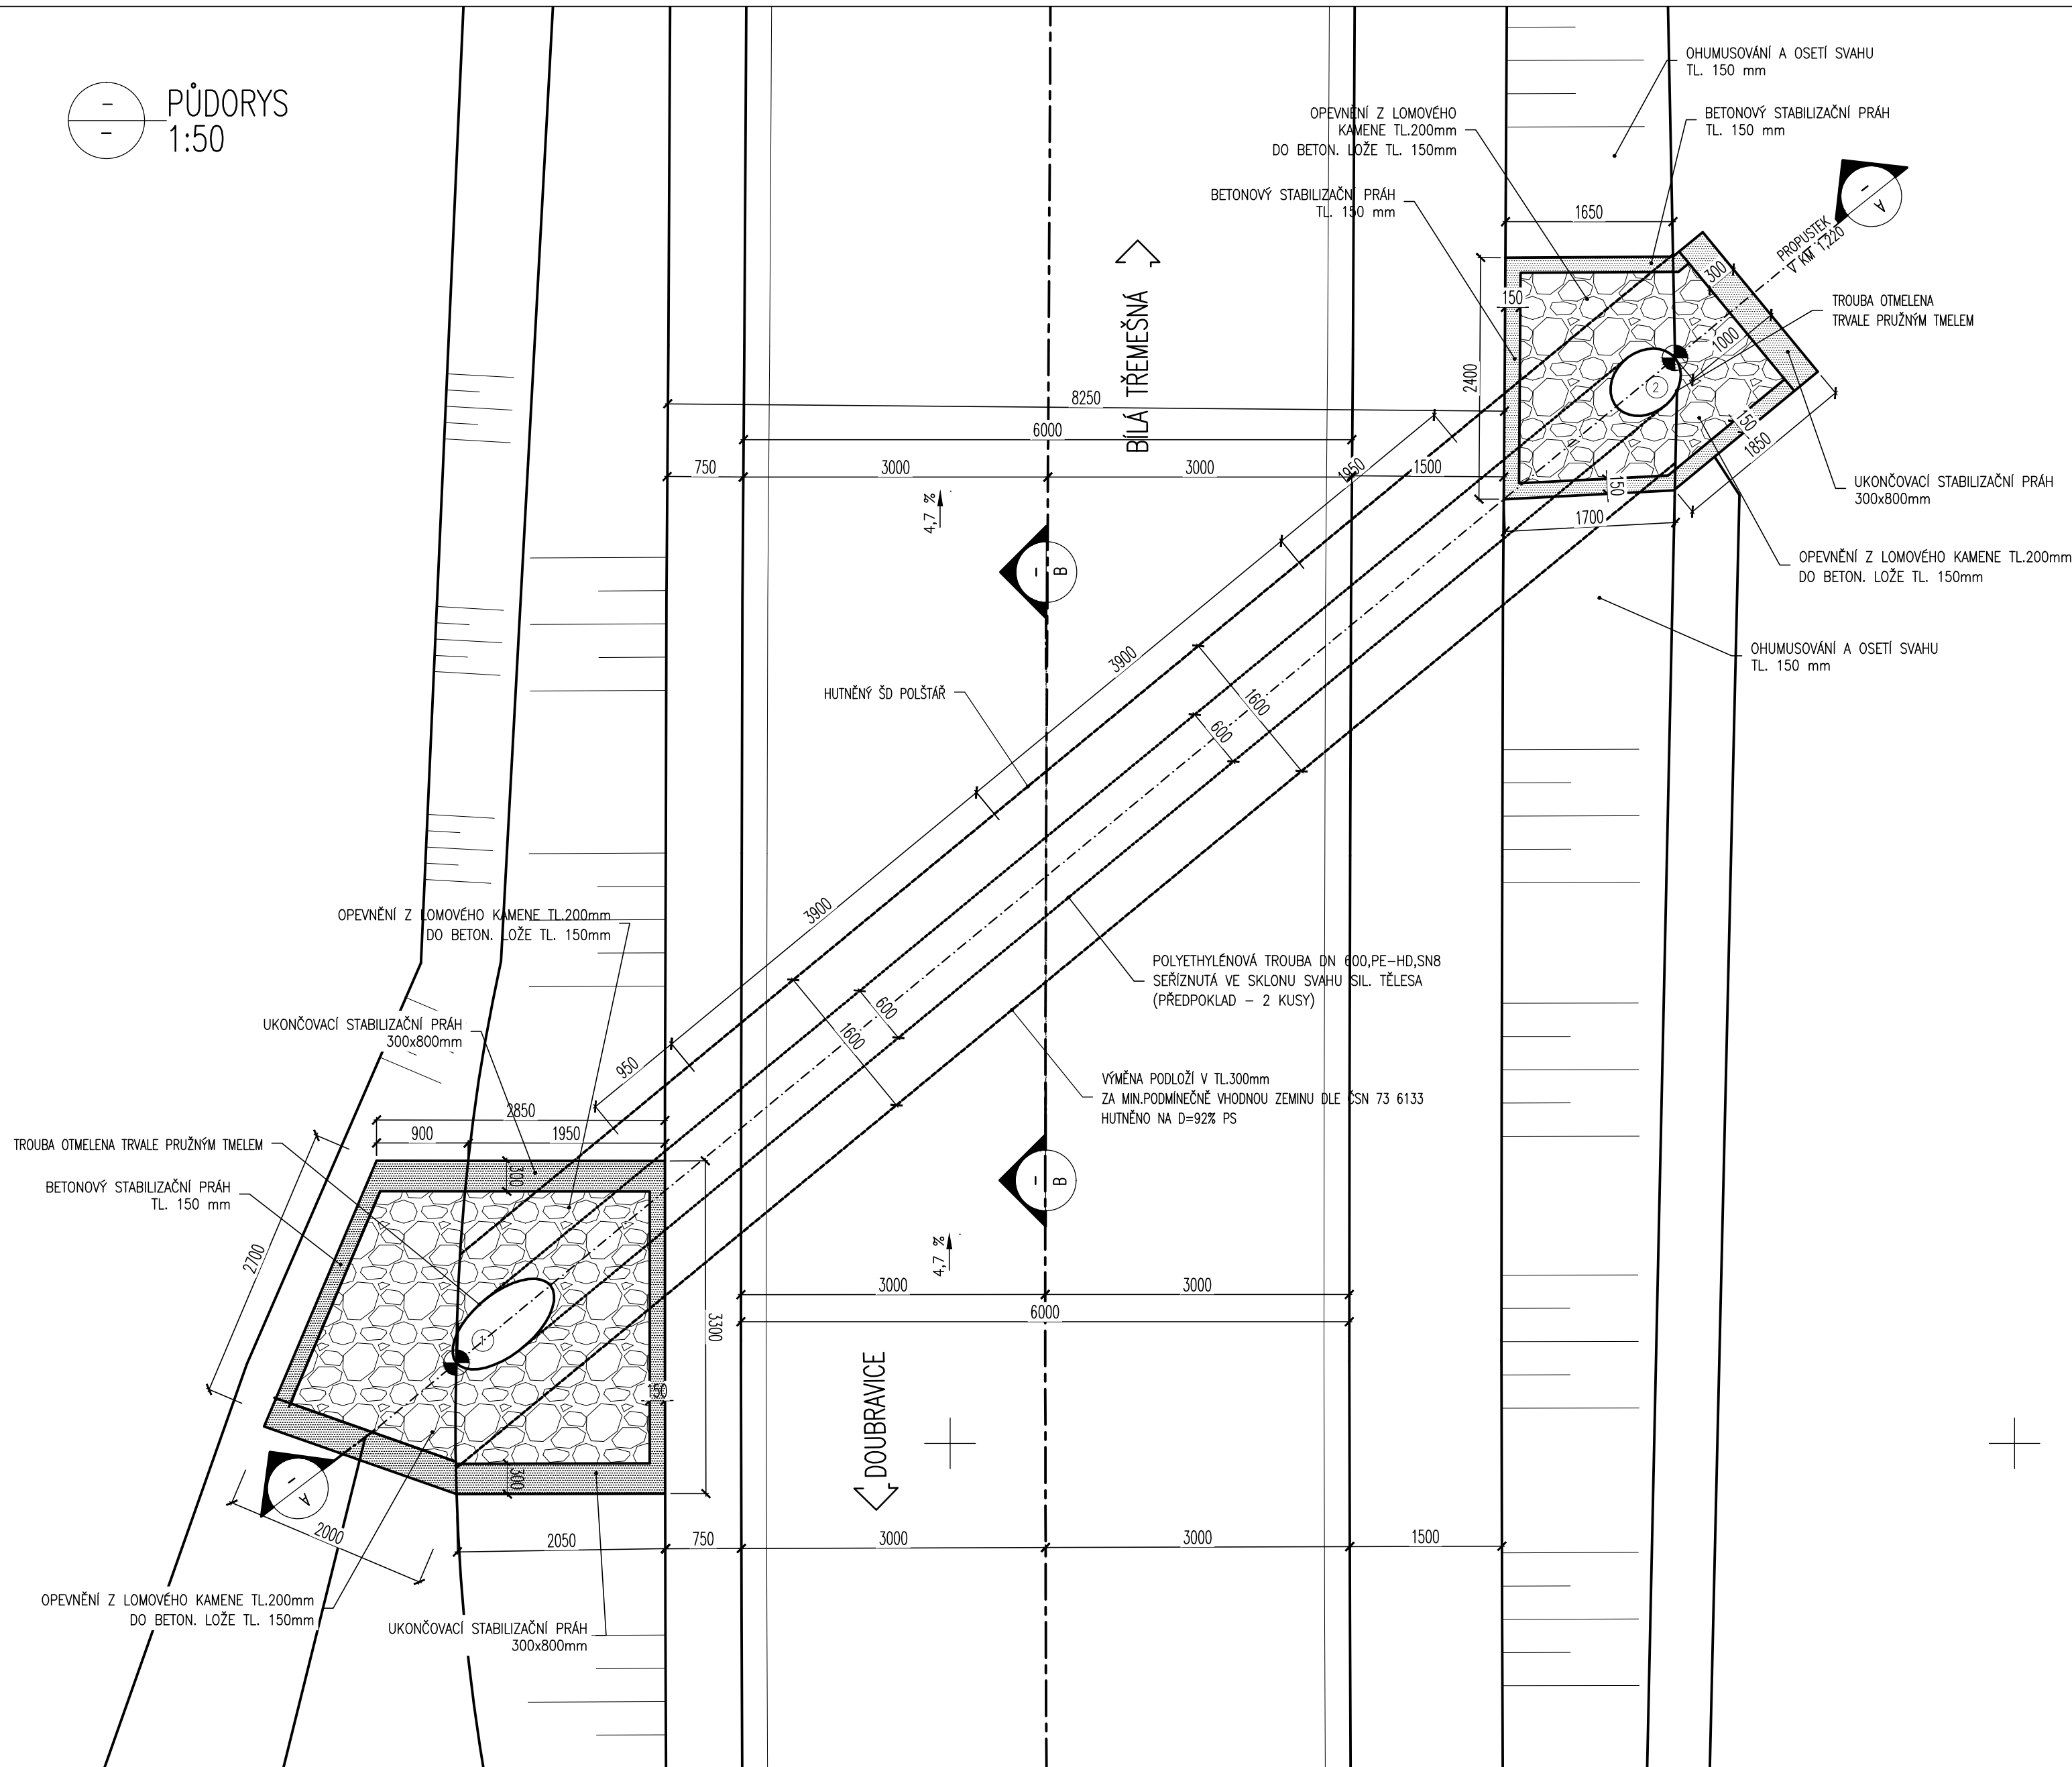 –
–
PŮDORYS
1:50
OHUMUSOVÁNÍ A OSETÍ SVAHU
TL. 150 mm
OPEVNĚNÍ Z LOMOVÉHO
KAMENE TL.200mm
DO BETON. LOŽE TL. 150mm
BETONOVÝ STABILIZAČNÍ PRÁH
TL. 150 mm
BETONOVÝ STABILIZAČNÍ PRÁH
TL. 150 mm
–
A
1650
PROPUSTEK
V KM 1,220
300
150
TROUBA OTMELENA
TRVALE PRUŽNÝM TMELEM
1000
2
2400
BÍLÁ TŘEMEŠNÁ
8250
6000
750
3000
3000
1950
1500
150
1850
150
1700
UKONČOVACÍ STABILIZAČNÍ PRÁH
300x800mm
4,7 %
–
B
OPEVNĚNÍ Z LOMOVÉHO KAMENE TL.200mm
DO BETON. LOŽE TL. 150mm
OHUMUSOVÁNÍ A OSETÍ SVAHU
TL. 150 mm
3900
HUTNĚNÝ ŠD POLŠTÁŘ
1600
600
3900
OPEVNĚNÍ Z LOMOVÉHO KAMENE TL.200mm
DO BETON. LOŽE TL. 150mm
POLYETHYLÉNOVÁ TROUBA DN 600,PE-HD,SN8
SEŘÍZNUTÁ VE SKLONU SVAHU SIL. TĚLESA
(PŘEDPOKLAD – 2 KUSY)
600
1600
UKONČOVACÍ STABILIZAČNÍ PRÁH
300x800mm
950
VÝMĚNA PODLOŽÍ V TL.300mm
ZA MIN.PODMÍNEČNĚ VHODNOU ZEMINU DLE ČSN 73 6133
HUTNĚNO NA D=92% PS
2850
900
1950
TROUBA OTMELENA TRVALE PRUŽNÝM TMELEM
BETONOVÝ STABILIZAČNÍ PRÁH
TL. 150 mm
300
–
B
2700
4,7 %
3000
3000
6000
3300
1
150
DOUBRAVICE
300
–
A
2000
2050
750
3000
3000
1500
OPEVNĚNÍ Z LOMOVÉHO KAMENE TL.200mm
DO BETON. LOŽE TL. 150mm
UKONČOVACÍ STABILIZAČNÍ PRÁH
300x800mm